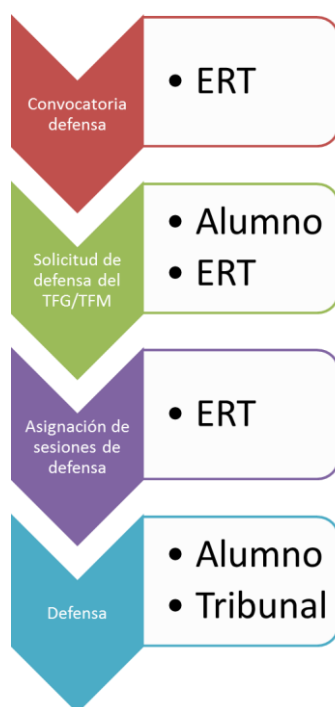 Convocatoria
defensa
• ERT
Solicitud de
defensa del
TFG/TFM
• Alumno
• ERT
Asignación de
sesiones de
defensa
• ERT
Defensa
• Alumno
• Tribunal